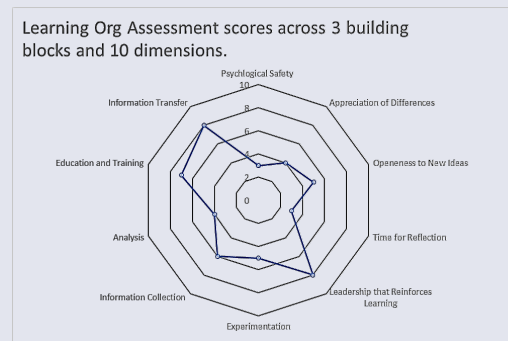 Learning Org Assessment scores across 3 building
blocks and 10 dimensions.
Psychlogical Safety
10
Information Transfer
Appreciation of Differences
8
6
4
Education and Training
Openeness to New Ideas
2
0
Analysis
Time for Reflection
Information Collection
Leadership that Reinforces
Learning
Experimentation